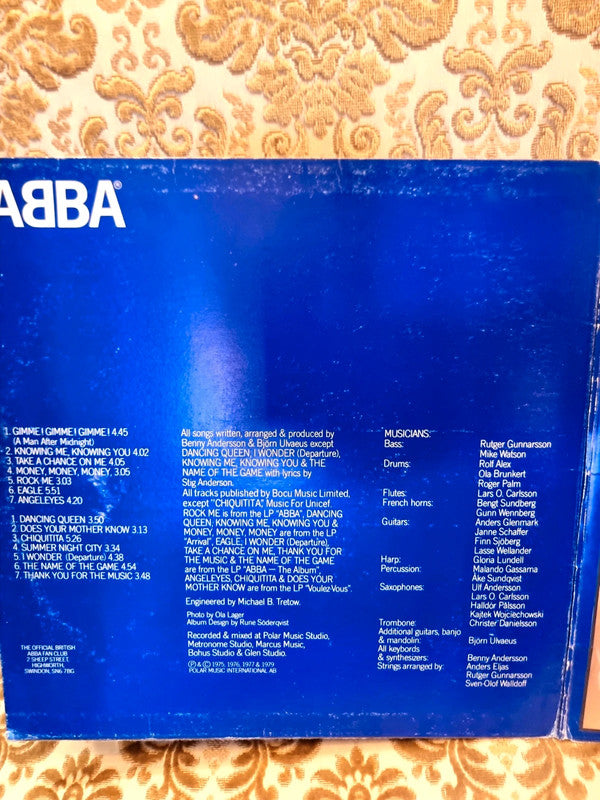 ABBA®
1. GIMME! GIMME! GIMME! 4.45
(A Man After Midnight)
2. KNOWING ME, KNOWING YOU 4.02
3. TAKE A CHANCE ON ME 4.05
4. MONEY, MONEY, MONEY, 3.05
5. ROCK ME 3.03
6. EAGLE 5.51
7. ANGELEYES 4.20
1. DANCING QUEEN 3.50
2. DOES YOUR MOTHER KNOW 3.13
3. CHIQUITITA 5.26
4. SUMMER NIGHT CITY 3.34
5. I WONDER (Departure) 4.38
6. THE NAME OF THE GAME 4.54
7. THANK YOU FOR THE MUSIC 3.48
THE OFFICIAL BRITISH
ABBA FAN CLUB
2 SHEEP STREET,
HIGHWORTH,
SWINDON, SN6 7BG
All songs written, arranged & produced by
Benny Andersson & Björn Ulvaeus except
DANCING QUEEN, I WONDER (Departure),
KNOWING ME, KNOWING YOU & THE
NAME OF THE GAME with lyrics by
Stig Anderson.
All tracks published by Bocu Music Limited,
except "CHIQUITITA", Music For Unicef.
ROCK ME is from the LP "ABBA", DANCING
QUEEN, KNOWING ME, KNOWING YOU &
MONEY, MONEY, MONEY are from the LP
"Arrival", EAGLE, I WONDER (Departure),
TAKE A CHANCE ON ME, THANK YOU FOR
THE MUSIC & THE NAME OF THE GAME
are from the LP "ABBA — The Album",
ANGELEYES, CHIQUITITA & DOES YOUR
MOTHER KNOW are from the LP "Voulez-Vous".
Engineered by Michael B. Tretow.
Photo by Ola Lager
Album Design by Rune Söderqvist
Recorded & mixed at Polar Music Studio,
Metronome Studio, Marcus Music,
Bohus Studio & Glen Studio.
℗ & © 1975, 1976, 1977 & 1979
POLAR MUSIC INTERNATIONAL AB
MUSICIANS:
Bass: Rutger Gunnarsson
Mike Watson
Drums: Rolf Alex
Ola Brunkert
Roger Palm
Flutes: Lars O. Carlsson
French horns: Bengt Sundberg
Gunn Wennberg
Guitars: Anders Glenmark
Janne Schaffer
Finn Sjöberg
Lasse Wellander
Harp: Gloria Lundell
Percussion: Malando Gassama
Åke Sundqvist
Saxophones: Ulf Andersson
Lars O. Carlsson
Halldór Pálsson
Kajtek Wojciechowski
Trombone: Christer Danielsson
Additional guitars, banjo
& mandolin: Björn Ulvaeus
All keyboards
& synthesizers: Benny Andersson
Strings arranged by: Anders Eljas
Rutger Gunnarsson
Sven-Olof Walldoff